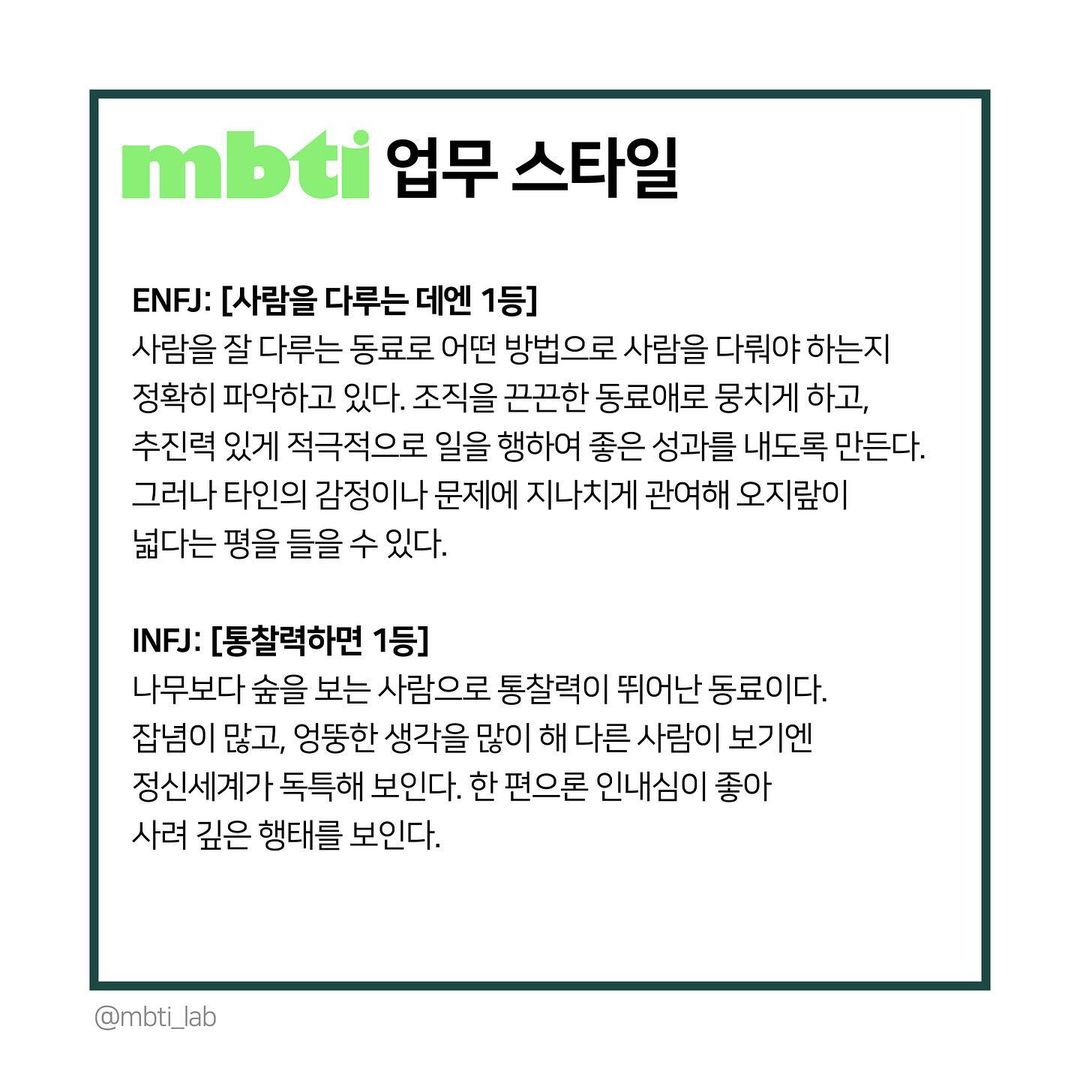 mbti 업무 스타일
ENFJ: [사람을 다루는 데엔 1등]
사람을 잘 다루는 동료로 어떤 방법으로 사람을 다뤄야 하는지
정확히 파악하고 있다. 조직을 끈끈한 동료애로 뭉치게 하고,
추진력 있게 적극적으로 일을 행하여 좋은 성과를 내도록 만든다.
그러나 타인의 감정이나 문제에 지나치게 관여해 오지랖이
넓다는 평을 들을 수 있다.
INFJ: [통찰력하면 1등]
나무보다 숲을 보는 사람으로 통찰력이 뛰어난 동료이다.
잡념이 많고, 엉뚱한 생각을 많이 해 다른 사람이 보기엔
정신세계가 독특해 보인다. 한 편으론 인내심이 좋아
사려 깊은 행태를 보인다.
@mbti_lab